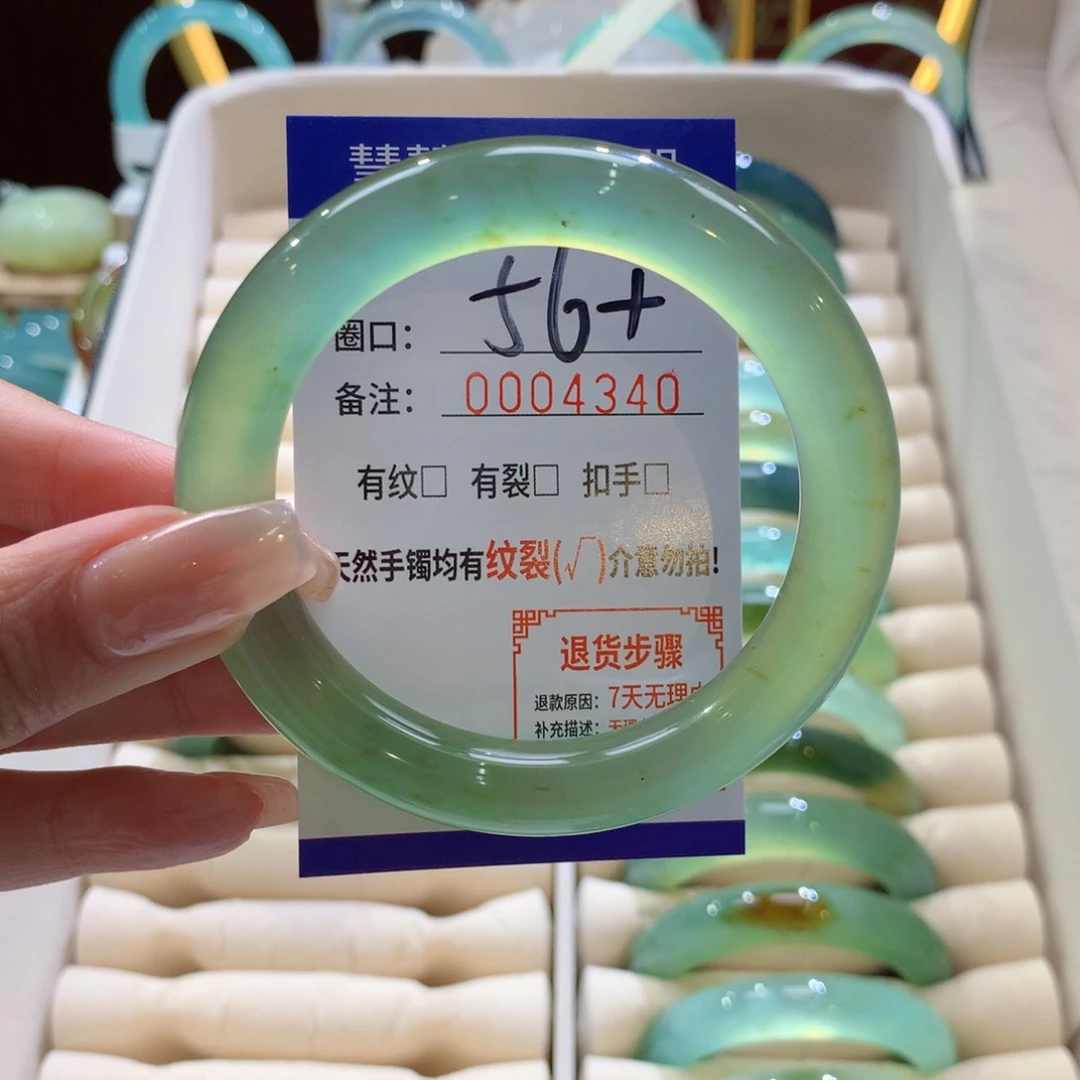 圈口： 56+
备注： 0004340
有纹□ 有裂□ 扣手□
天然手镯均有纹裂(√)介意勿拍!
退货步骤
退款原因：7天无理
补充描述：无理